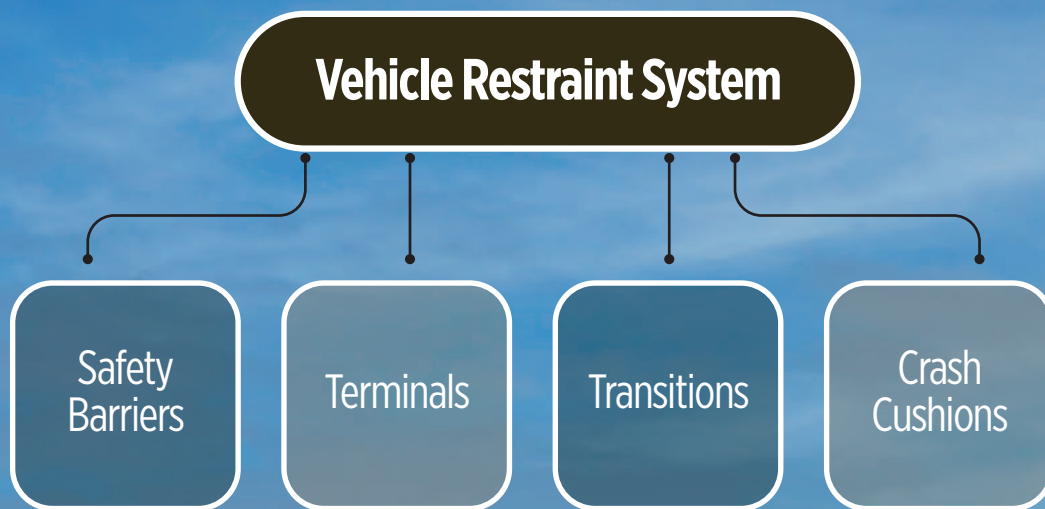 Vehicle Restraint System
Safety
Barriers
Terminals
Transitions
Crash
Cushions